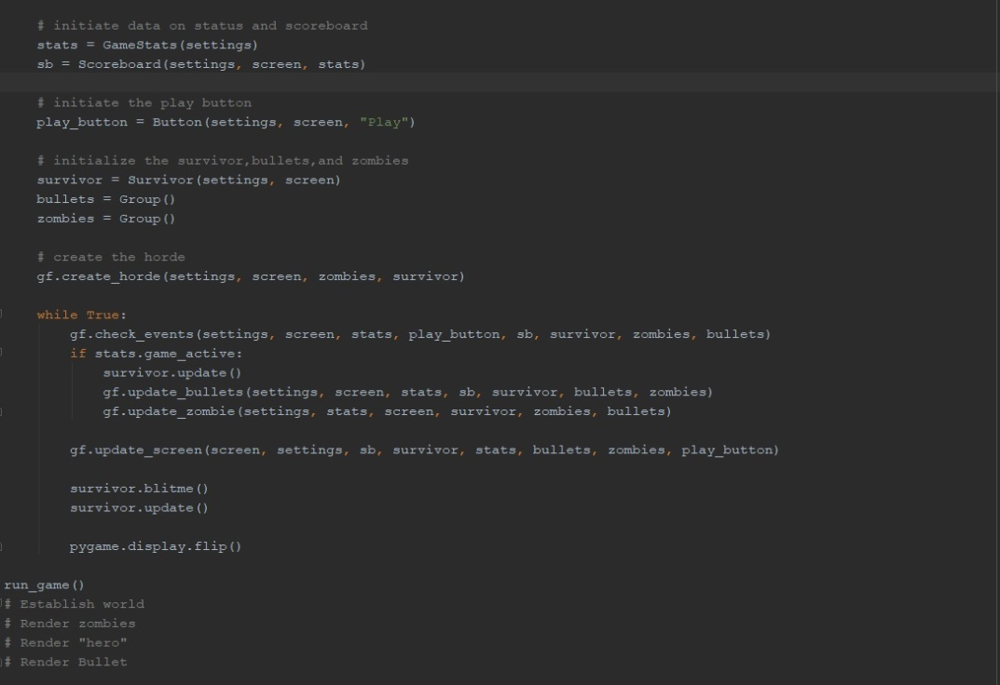 # initiate data on status and scoreboard
stats = GameStats(settings)
sb = Scoreboard(settings, screen, stats)
# initiate the play button
play_button = Button(settings, screen, "Play")
# initialize the survivor,bullets,and zombies
survivor = Survivor(settings, screen)
bullets = Group()
zombies = Group()
# create the horde
gf.create_horde(settings, screen, zombies, survivor)
while True:
gf.check_events(settings, screen, stats, play_button, sb, survivor, zombies, bullets)
if stats.game_active:
survivor.update()
gf.update_bullets(settings, screen, stats, sb, survivor, bullets, zombies)
gf.update_zombie(settings, stats, screen, survivor, zombies, bullets)
gf.update_screen(screen, settings, sb, survivor, stats, bullets, zombies, play_button)
survivor.blitme()
survivor.update()
pygame.display.flip()
run_game()
# Establish world
# Render zombies
# Render "hero"
# Render Bullet